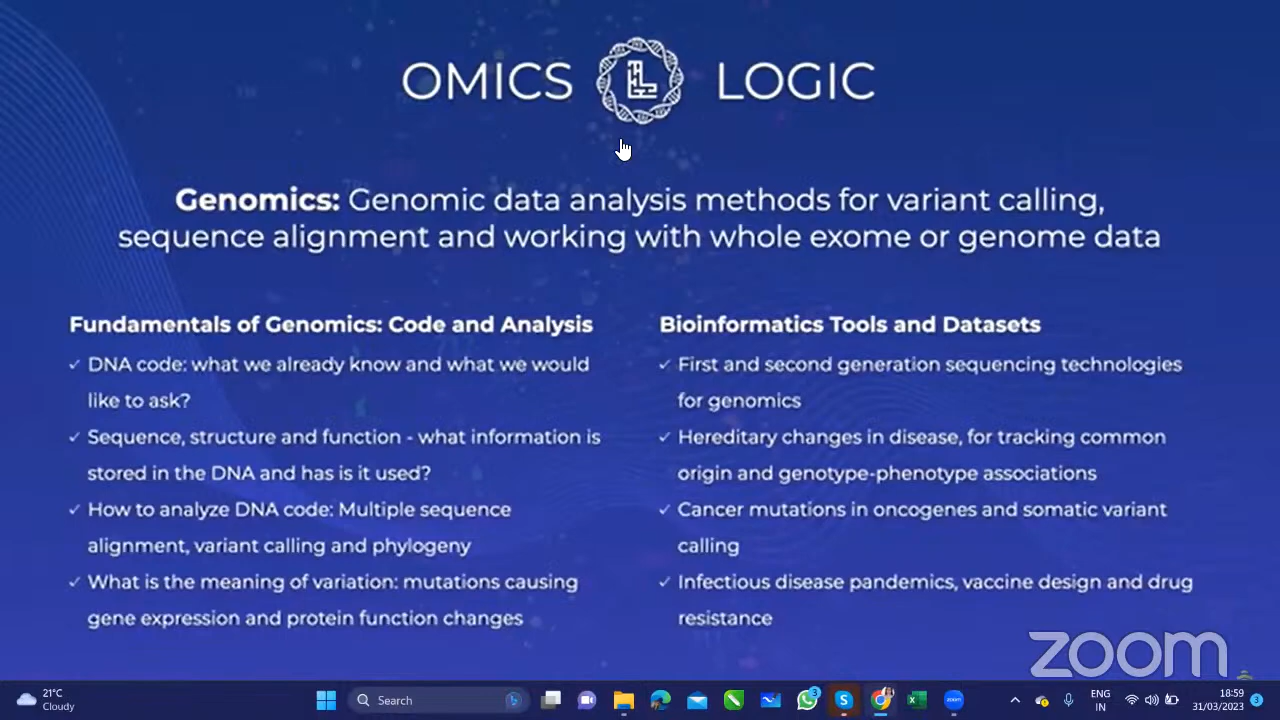 OMICS LOGIC
Genomics: Genomic data analysis methods for variant calling,
sequence alignment and working with whole exome or genome data
Fundamentals of Genomics: Code and Analysis
✓ DNA code: what we already know and what we would
like to ask?
✓ Sequence, structure and function - what information is
stored in the DNA and has is it used?
✓ How to analyze DNA code: Multiple sequence
alignment, variant calling and phylogeny
✓ What is the meaning of variation: mutations causing
gene expression and protein function changes
Bioinformatics Tools and Datasets
✓ First and second generation sequencing technologies
for genomics
✓ Hereditary changes in disease, for tracking common
origin and genotype-phenotype associations
✓ Cancer mutations in oncogenes and somatic variant
calling
✓ Infectious disease pandemics, vaccine design and drug
resistance
zoom
21°C
Cloudy
Search
3
zoom
ENG
IN
18:59
31/03/2023
3